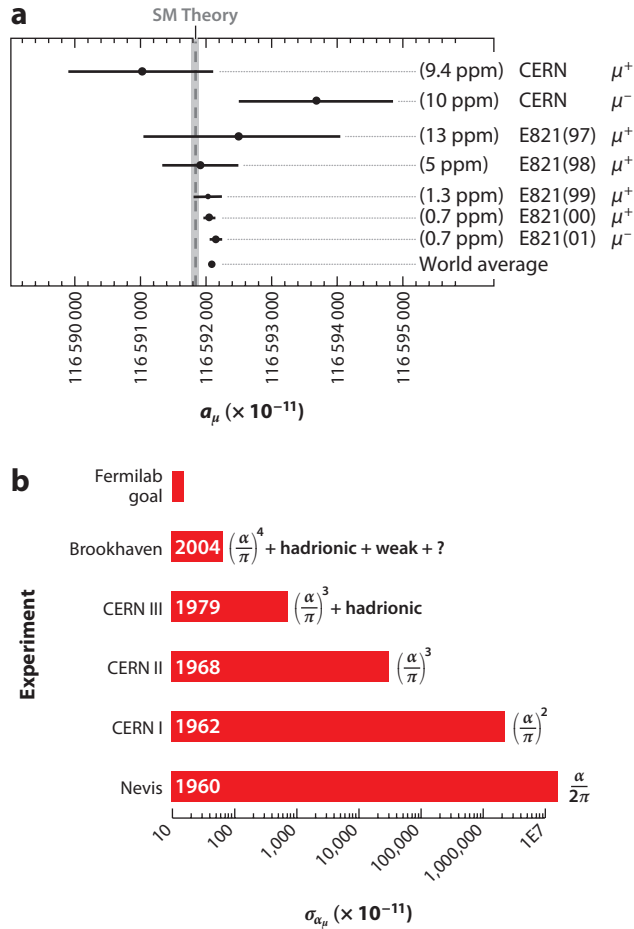 a
SM Theory
(9.4 ppm) CERN μ⁺
(10 ppm) CERN μ⁻
(13 ppm) E821(97) μ⁺
(5 ppm) E821(98) μ⁺
(1.3 ppm) E821(99) μ⁺
(0.7 ppm) E821(00) μ⁺
(0.7 ppm) E821(01) μ⁻
World average
116 590 000
116 591 000
116 592 000
116 593 000
116 594 000
116 595 000
aμ (× 10⁻¹¹)
b
Experiment
Fermilab
goal
Brookhaven 2004 (α/π)⁴ + hadrionic + weak + ?
CERN III 1979 (α/π)³ + hadrionic
CERN II 1968 (α/π)³
CERN I 1962 (α/π)²
Nevis 1960 α/2π
10 100 1,000 10,000 100,000 1,000,000 1E7
σαμ (× 10⁻¹¹)